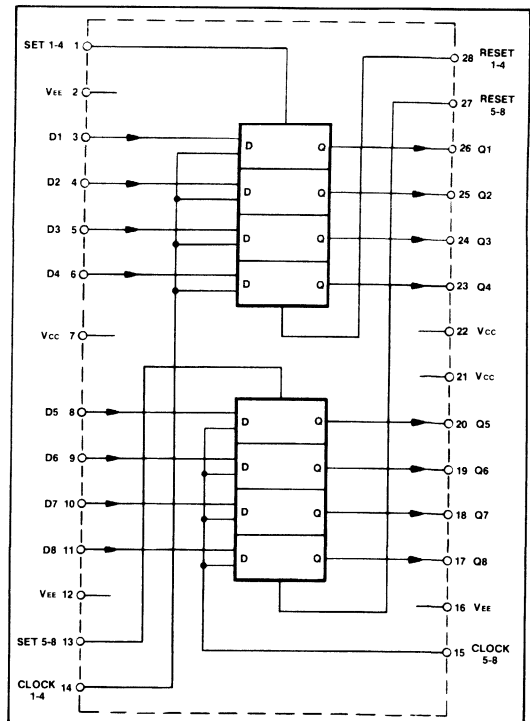 SET 1-4 1
VEE 2
D1 3
D2 4
D3 5
D4 6
VCC 7
D5 8
D6 9
D7 10
D8 11
VEE 12
SET 5-8 13
CLOCK 14
1-4
D Q
D Q
D Q
D Q
D Q
D Q
D Q
D Q
28 RESET
1-4
27 RESET
5-8
26 Q1
25 Q2
24 Q3
23 Q4
22 VCC
21 VCC
20 Q5
19 Q6
18 Q7
17 Q8
16 VEE
15 CLOCK
5-8